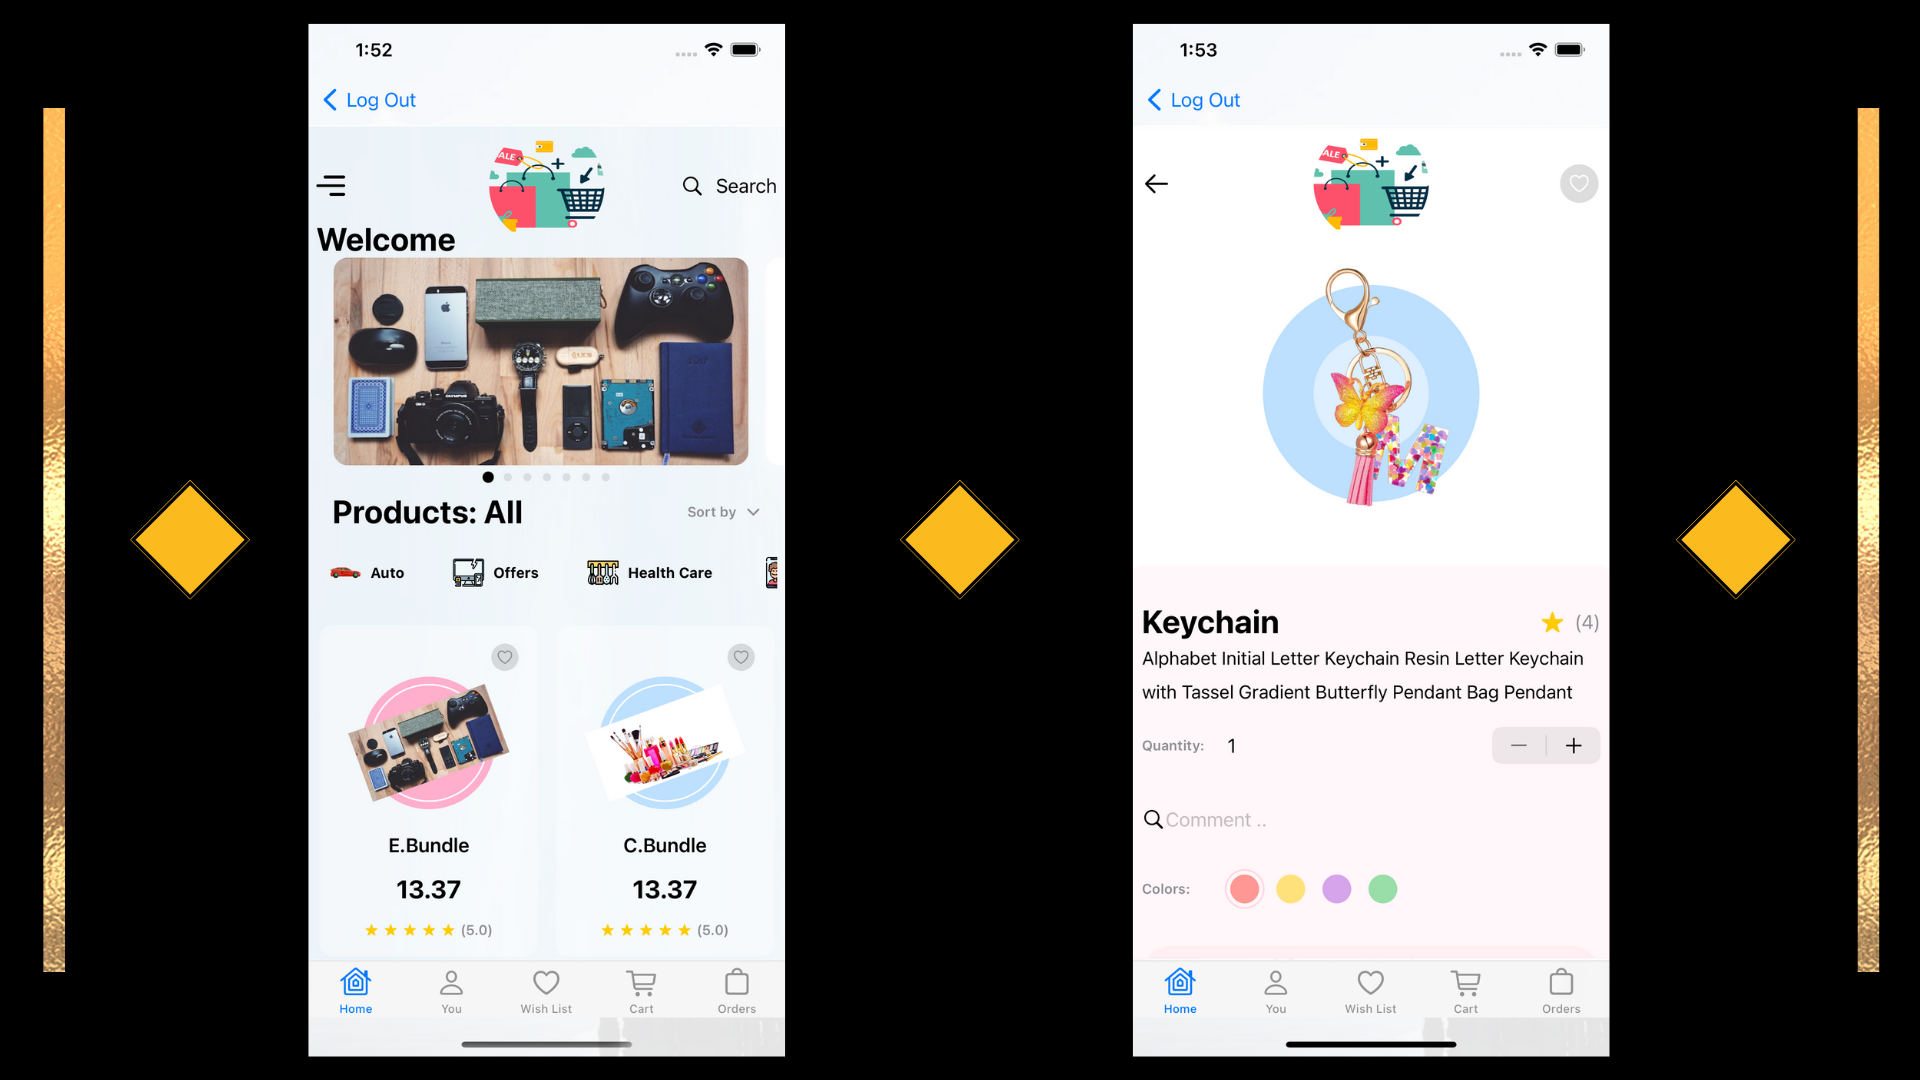 1:52
Log Out
ALE
Search
Welcome
Products: All
Sort by
Auto
Offers
Health Care
E.Bundle
C.Bundle
13.37
13.37
(5.0)
(5.0)
Home
You
Wish List
Cart
Orders
1:53
Log Out
ALE
Keychain
(4)
Alphabet Initial Letter Keychain Resin Letter Keychain
with Tassel Gradient Butterfly Pendant Bag Pendant
M
Quantity: 1
Comment ..
Colors:
Home
You
Wish List
Cart
Orders